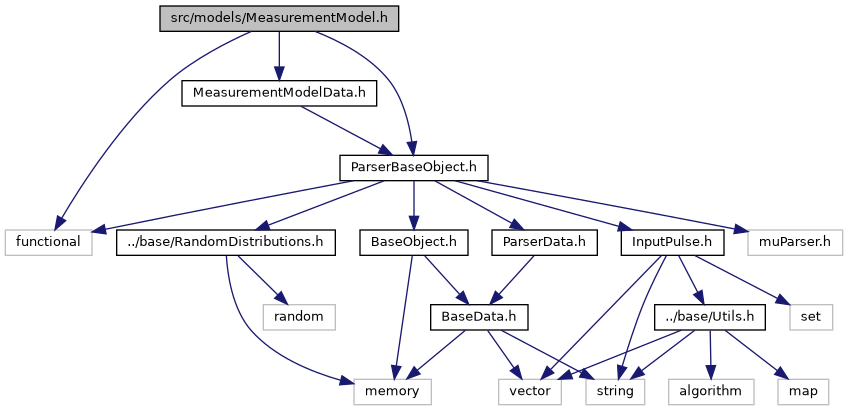 src/models/MeasurementModel.h
MeasurementModelData.h
ParserBaseObject.h
functional
../base/RandomDistributions.h
BaseObject.h
ParserData.h
InputPulse.h
muParser.h
random
BaseData.h
../base/Utils.h
set
memory
vector
string
algorithm
map